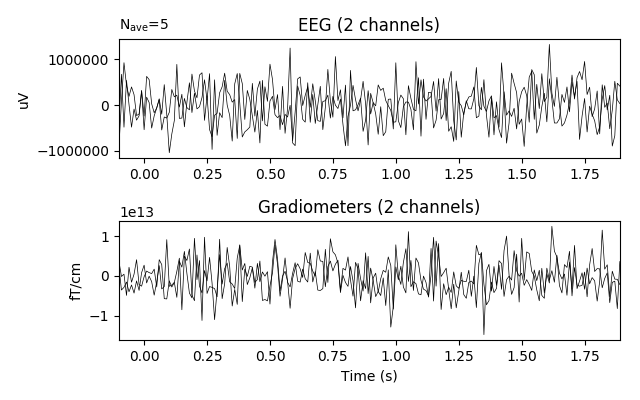 N_ave=5
EEG (2 channels)
uV
1000000
0
−1000000
0.00 0.25 0.50 0.75 1.00 1.25 1.50 1.75
1e13
Gradiometers (2 channels)
fT/cm
1
0
−1
0.00 0.25 0.50 0.75 1.00 1.25 1.50 1.75
Time (s)